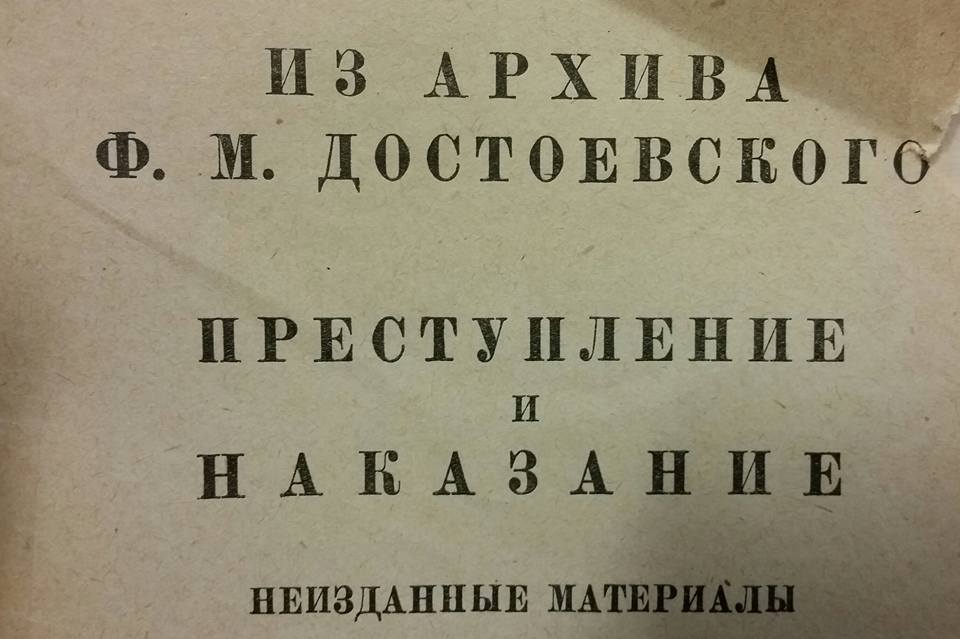 ИЗ АРХИВА
Ф. М. ДОСТОЕВСКОГО
ПРЕСТУПЛЕНИЕ
И
НАКАЗАНИЕ
НЕИЗДАННЫЕ МАТЕРИАЛЫ